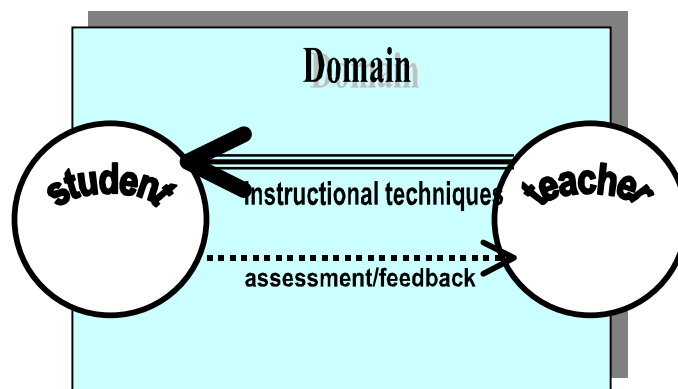 Domain
student
teacher
instructional techniques
assessment/feedback